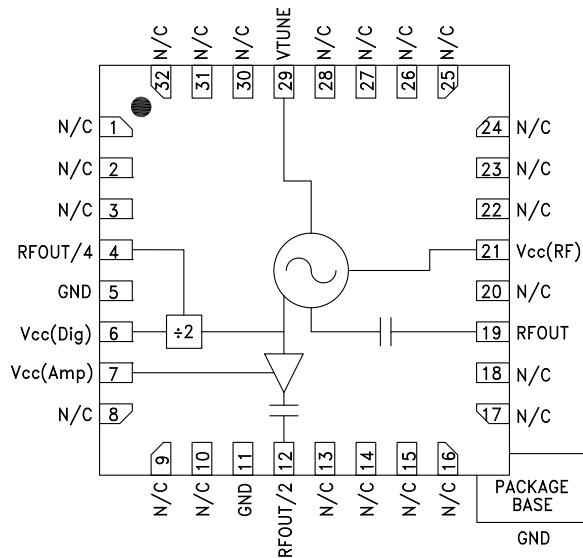 N/C N/C N/C VTUNE N/C N/C N/C N/C
32 31 30 29 28 27 26 25
N/C 1
N/C 2
N/C 3
RFOUT/4 4
GND 5
Vcc(Dig) 6
Vcc(Amp) 7
N/C 8
÷2
24 N/C
23 N/C
22 N/C
21 Vcc(RF)
20 N/C
19 RFOUT
18 N/C
17 N/C
9 10 11 12 13 14 15 16
N/C N/C GND RFOUT/2 N/C N/C N/C N/C
PACKAGE
BASE
GND